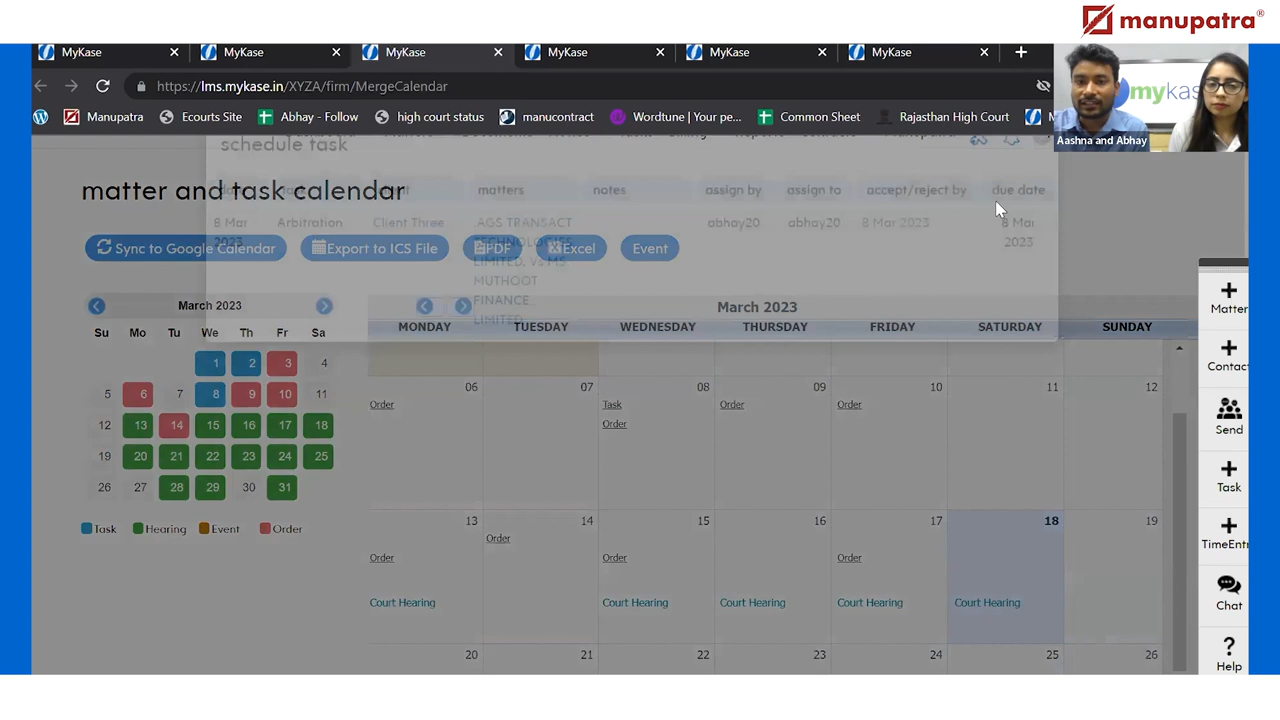 manupatra®
MyKase
MyKase
MyKase
MyKase
MyKase
MyKase
https://lms.mykase.in/XYZA/firm/MergeCalendar
Manupatra
Ecourts Site
Abhay - Follow
high court status
manucontract
Wordtune | Your pe...
Common Sheet
Rajasthan High Court
mykas
Aashna and Abhay
schedule task
matter and task calendar
matters
notes
assign by
assign to
accept/reject by
due date
8 Mar 2023
Arbitration
Client Three
AGS TRANSACT
TECHNOLOGIES
LIMITED, Vs MS
MUTHOOT
FINANCE
LIMITED
abhay20
abhay20
8 Mar 2023
8 Mar
2023
Sync to Google Calendar
Export to ICS File
PDF
Excel
Event
March 2023
Su Mo Tu We Th Fr Sa
1 2 3 4
5 6 7 8 9 10 11
12 13 14 15 16 17 18
19 20 21 22 23 24 25
26 27 28 29 30 31
Task Hearing Event Order
March 2023
MONDAY TUESDAY WEDNESDAY THURSDAY FRIDAY SATURDAY SUNDAY
06 07 08 09 10 11 12
Order Task Order Order
Order
13 14 15 16 17 18 19
Order
Order Order Order
Court Hearing Court Hearing Court Hearing Court Hearing Court Hearing
20 21 22 23 24 25 26
Matter
Contac
Send
Task
TimeEntr
Chat
?
Help